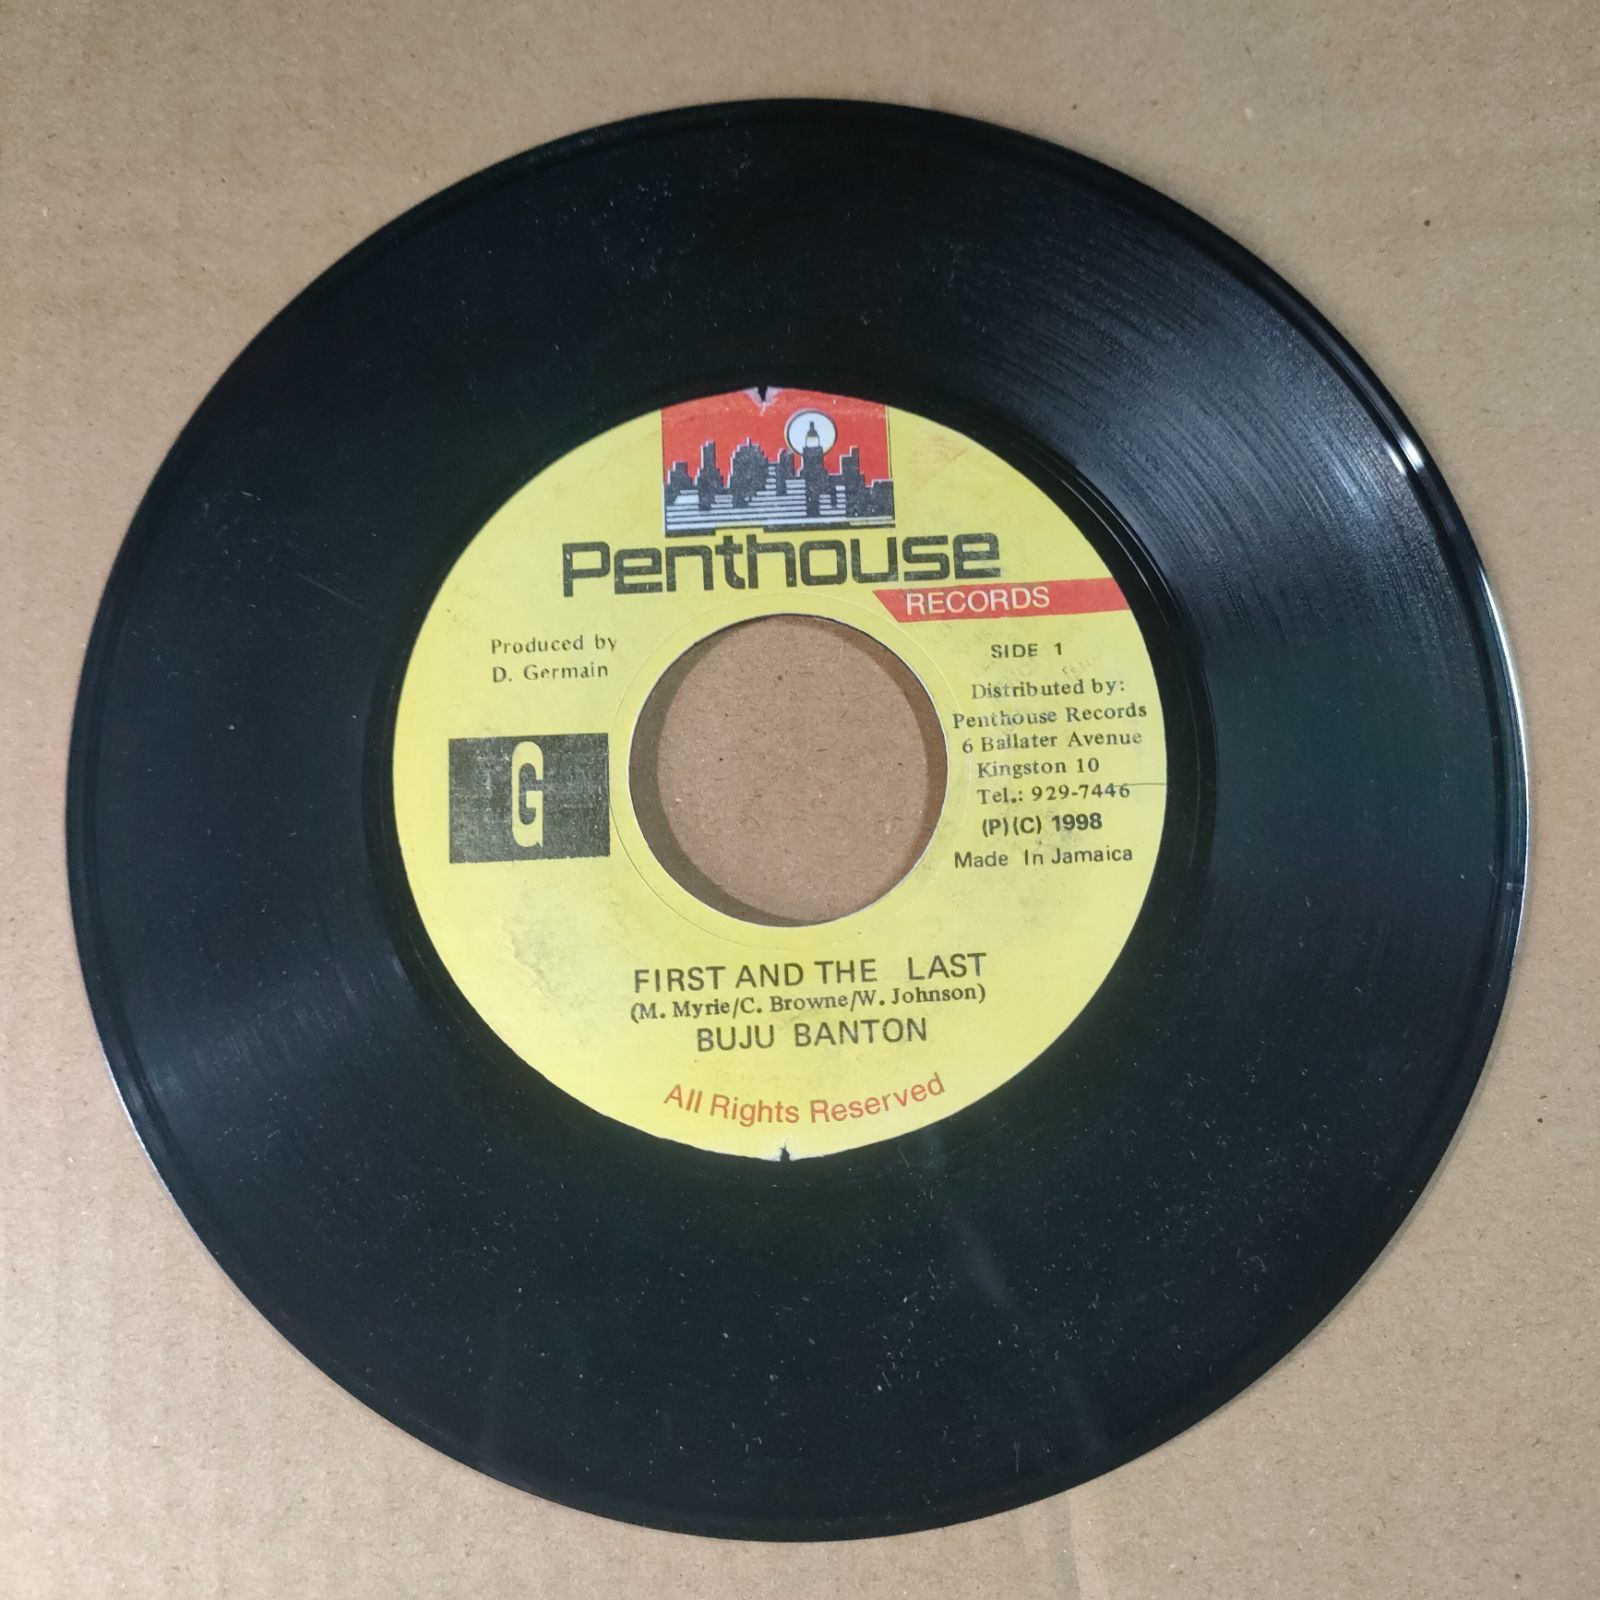 Penthouse
RECORDS
Produced by
D. Germain
G
SIDE 1
Distributed by:
Penthouse Records
6 Ballater Avenue
Kingston 10
Tel.: 929-7446
(P)(C) 1998
Made In Jamaica
FIRST AND THE LAST
(M. Myrie/C. Browne/W. Johnson)
BUJU BANTON
All Rights Reserved